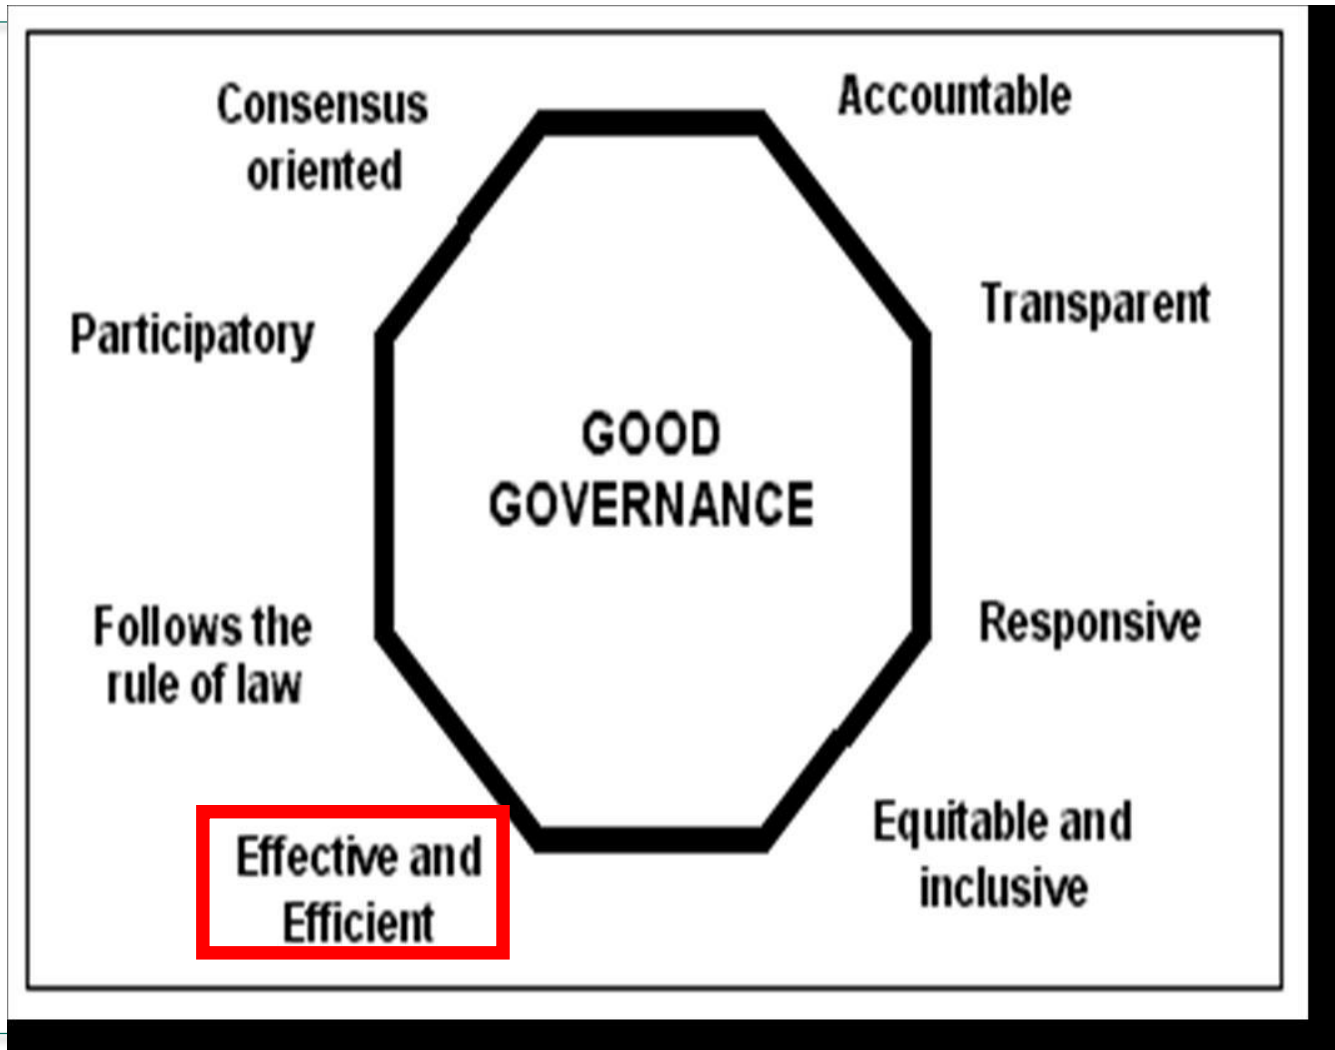 Consensus
oriented
Accountable
Participatory
Transparent
GOOD
GOVERNANCE
Follows the
rule of law
Responsive
Effective and
Efficient
Equitable and
inclusive